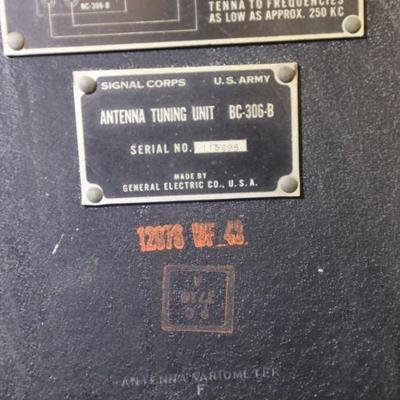 BC-306-B
TENNA TO FREQUENCIES
AS LOW AS APPROX. 250 KC
SIGNAL CORPS U.S. ARMY
ANTENNA TUNING UNIT BC-306-B
SERIAL NO.
MADE BY
GENERAL ELECTRIC CO., U.S.A.
12076 WF 43
ANTENNA VARIOMETER
F